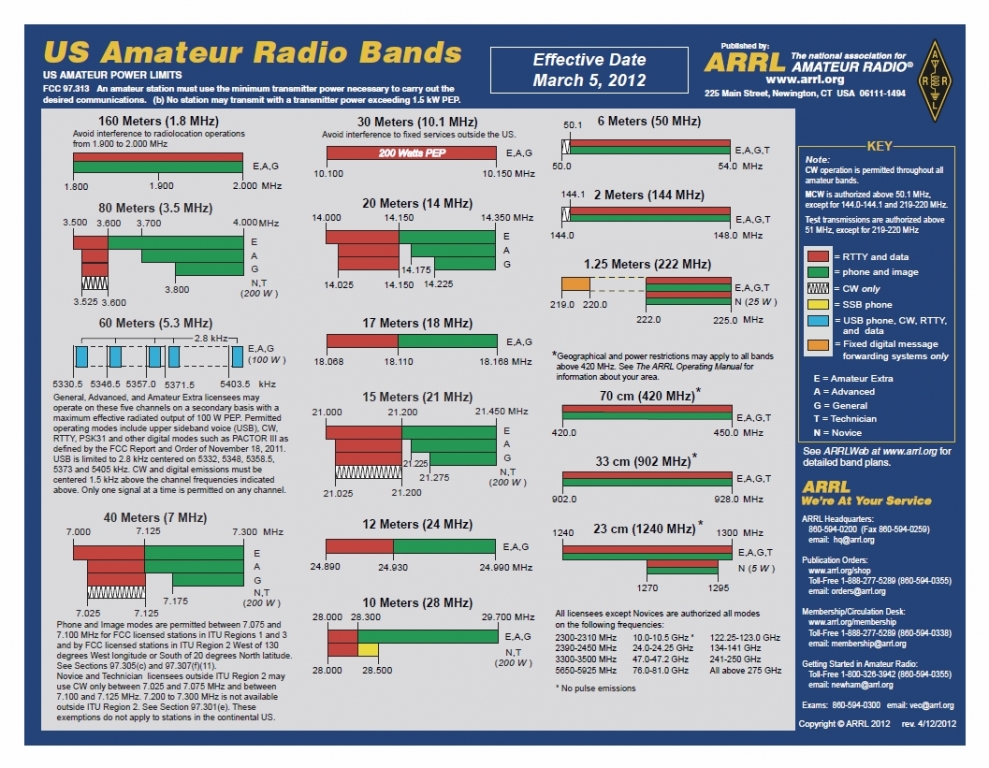 US Amateur Radio Bands
US AMATEUR POWER LIMITS
FCC 97.313 An amateur station must use the minimum transmitter power necessary to carry out the
desired communications. (b) No station may transmit with a transmitter power exceeding 1.5 kW PEP.
Effective Date
March 5, 2012
Published by:
ARRL The national association for
AMATEUR RADIO®
www.arrl.org
225 Main Street, Newington, CT USA 06111-1494
A
R R
L
160 Meters (1.8 MHz)
Avoid interference to radiolocation operations
from 1.900 to 2.000 MHz
E,A,G
1.800 1.900 2.000 MHz
80 Meters (3.5 MHz)
3.500 3.600 3.700 4.000 MHz
E
A
G
N,T
(200 W)
3.800
3.525 3.600
60 Meters (5.3 MHz)
2.8 kHz
E,A,G
(100 W)
5330.5 5346.5 5357.0 5371.5 5403.5 kHz
General, Advanced, and Amateur Extra licensees may
operate on these five channels on a secondary basis with a
maximum effective radiated output of 100 W PEP. Permitted
operating modes include upper sideband voice (USB), CW,
RTTY, PSK31 and other digital modes such as PACTOR III as
defined by the FCC Report and Order of November 18, 2011.
USB is limited to 2.8 kHz centered on 5332, 5348, 5358.5,
5373 and 5405 kHz. CW and digital emissions must be
centered 1.5 kHz above the channel frequencies indicated
above. Only one signal at a time is permitted on any channel.
40 Meters (7 MHz)
7.000 7.125 7.300 MHz
E
A
G
N,T
(200 W)
7.175
7.025 7.125
Phone and Image modes are permitted between 7.075 and
7.100 MHz for FCC licensed stations in ITU Regions 1 and 3
and by FCC licensed stations in ITU Region 2 West of 130
degrees West longitude or South of 20 degrees North latitude.
See Sections 97.305(c) and 97.307(f)(11).
Novice and Technician licensees outside ITU Region 2 may
use CW only between 7.025 and 7.075 MHz and between
7.100 and 7.125 MHz. 7.200 to 7.300 MHz is not available
outside ITU Region 2. See Section 97.301(e). These
exemptions do not apply to stations in the continental US.
30 Meters (10.1 MHz)
Avoid interference to fixed services outside the US.
200 Watts PEP
E,A,G
10.100 10.150 MHz
20 Meters (14 MHz)
14.000 14.150 14.350 MHz
E
A
G
14.175
14.025 14.150 14.225
17 Meters (18 MHz)
E,A,G
18.068 18.110 18.168 MHz
15 Meters (21 MHz)
21.000 21.200 21.450 MHz
E
A
G
N,T
(200 W)
21.225
21.275
21.025 21.200
12 Meters (24 MHz)
E,A,G
24.890 24.930 24.990 MHz
10 Meters (28 MHz)
28.000 28.300 29.700 MHz
E,A,G
N,T
(200 W)
28.000 28.500
6 Meters (50 MHz)
50.1
E,A,G,T
50.0 54.0 MHz
2 Meters (144 MHz)
144.1
E,A,G,T
144.0 148.0 MHz
1.25 Meters (222 MHz)
E,A,G,T
N (25 W)
219.0 220.0
222.0 225.0 MHz
*Geographical and power restrictions may apply to all bands
above 420 MHz. See The ARRL Operating Manual for
information about your area.
70 cm (420 MHz)*
E,A,G,T
420.0 450.0 MHz
33 cm (902 MHz)*
E,A,G,T
902.0 928.0 MHz
23 cm (1240 MHz)*
1240 1300 MHz
E,A,G,T
N (5 W)
1270 1295
All licensees except Novices are authorized all modes
on the following frequencies:
2300-2310 MHz 10.0-10.5 GHz * 122.25-123.0 GHz
2390-2450 MHz 24.0-24.25 GHz 134-141 GHz
3300-3500 MHz 47.0-47.2 GHz 241-250 GHz
5650-5925 MHz 76.0-81.0 GHz All above 275 GHz
* No pulse emissions
KEY
Note:
CW operation is permitted throughout all
amateur bands.
MCW is authorized above 50.1 MHz,
except for 144.0-144.1 and 219-220 MHz.
Test transmissions are authorized above
51 MHz, except for 219-220 MHz
= RTTY and data
= phone and image
= CW only
= SSB phone
= USB phone, CW, RTTY,
and data
= Fixed digital message
forwarding systems only
E = Amateur Extra
A = Advanced
G = General
T = Technician
N = Novice
See ARRLWeb at www.arrl.org for
detailed band plans.
ARRL
We're At Your Service
ARRL Headquarters:
860-594-0200 (Fax 860-594-0259)
email: hq@arrl.org
Publication Orders:
www.arrl.org/shop
Toll-Free 1-888-277-5289 (860-594-0355)
email: orders@arrl.org
Membership/Circulation Desk:
www.arrl.org/membership
Toll-Free 1-888-277-5289 (860-594-0338)
email: membership@arrl.org
Getting Started in Amateur Radio:
Toll-Free 1-800-326-3942 (860-594-0355)
email: newham@arrl.org
Exams: 860-594-0300 email: vec@arrl.org
Copyright © ARRL 2012 rev. 4/12/2012